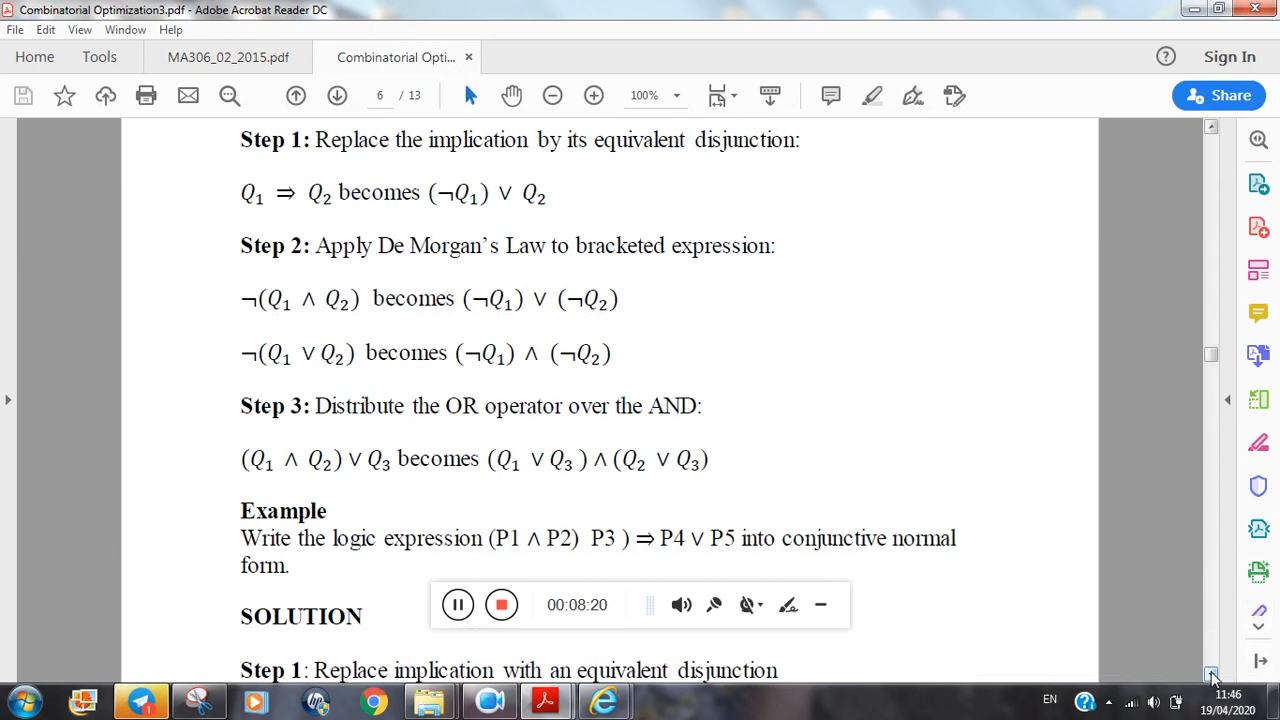 Combinatorial Optimization3.pdf - Adobe Acrobat Reader DC
File Edit View Window Help
Home Tools MA306_02_2015.pdf Combinatorial Opti... × Sign In
6 / 13 100% Share
Step 1: Replace the implication by its equivalent disjunction:
Q₁ ⇒ Q₂ becomes (¬Q₁) ∨ Q₂
Step 2: Apply De Morgan’s Law to bracketed expression:
¬(Q₁ ∧ Q₂) becomes (¬Q₁) ∨ (¬Q₂)
¬(Q₁ ∨ Q₂) becomes (¬Q₁) ∧ (¬Q₂)
Step 3: Distribute the OR operator over the AND:
(Q₁ ∧ Q₂) ∨ Q₃ becomes (Q₁ ∨ Q₃ ) ∧ (Q₂ ∨ Q₃)
Example
Write the logic expression (P1 ∧ P2) P3 ) ⇒ P4 ∨ P5 into conjunctive normal
form.
00:08:20
SOLUTION
Step 1: Replace implication with an equivalent disjunction
EN 11:46
19/04/2020